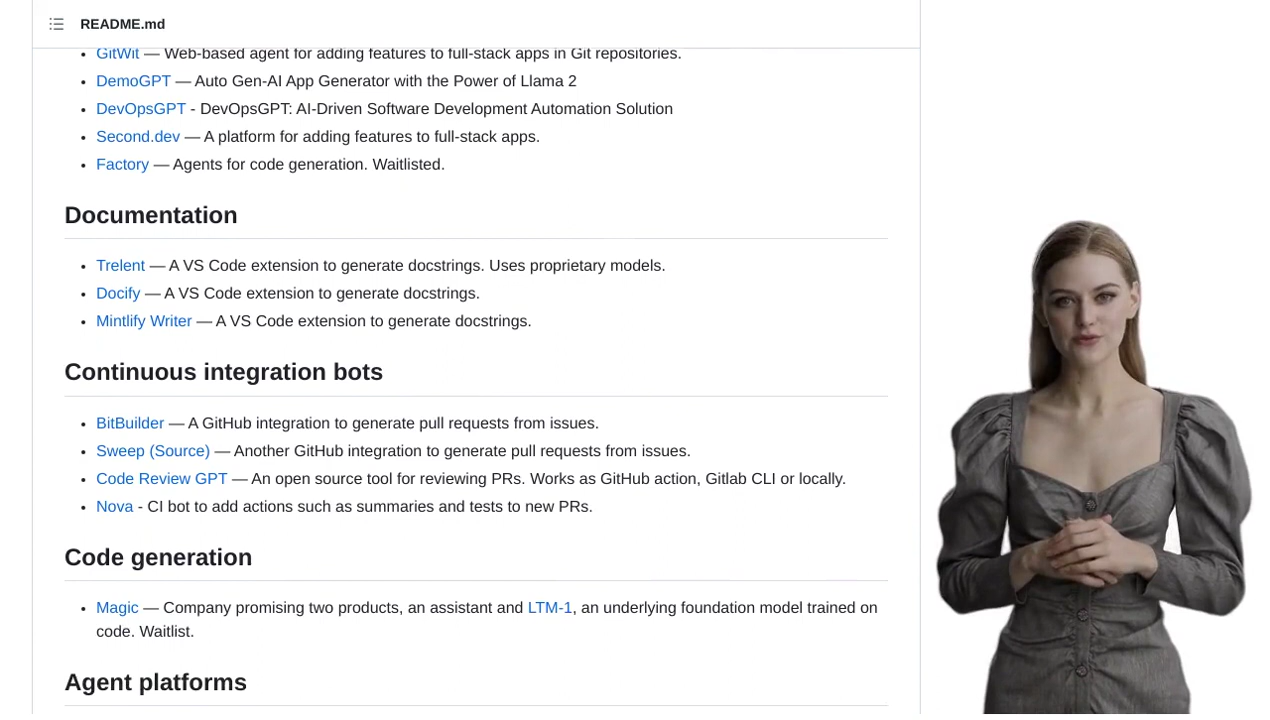 README.md
GitWit — Web-based agent for adding features to full-stack apps in Git repositories.
DemoGPT — Auto Gen-AI App Generator with the Power of Llama 2
DevOpsGPT - DevOpsGPT: AI-Driven Software Development Automation Solution
Second.dev — A platform for adding features to full-stack apps.
Factory — Agents for code generation. Waitlisted.
Documentation
Trelent — A VS Code extension to generate docstrings. Uses proprietary models.
Docify — A VS Code extension to generate docstrings.
Mintlify Writer — A VS Code extension to generate docstrings.
Continuous integration bots
BitBuilder — A GitHub integration to generate pull requests from issues.
Sweep (Source) — Another GitHub integration to generate pull requests from issues.
Code Review GPT — An open source tool for reviewing PRs. Works as GitHub action, Gitlab CLI or locally.
Nova - CI bot to add actions such as summaries and tests to new PRs.
Code generation
Magic — Company promising two products, an assistant and LTM-1, an underlying foundation model trained on
code. Waitlist.
Agent platforms